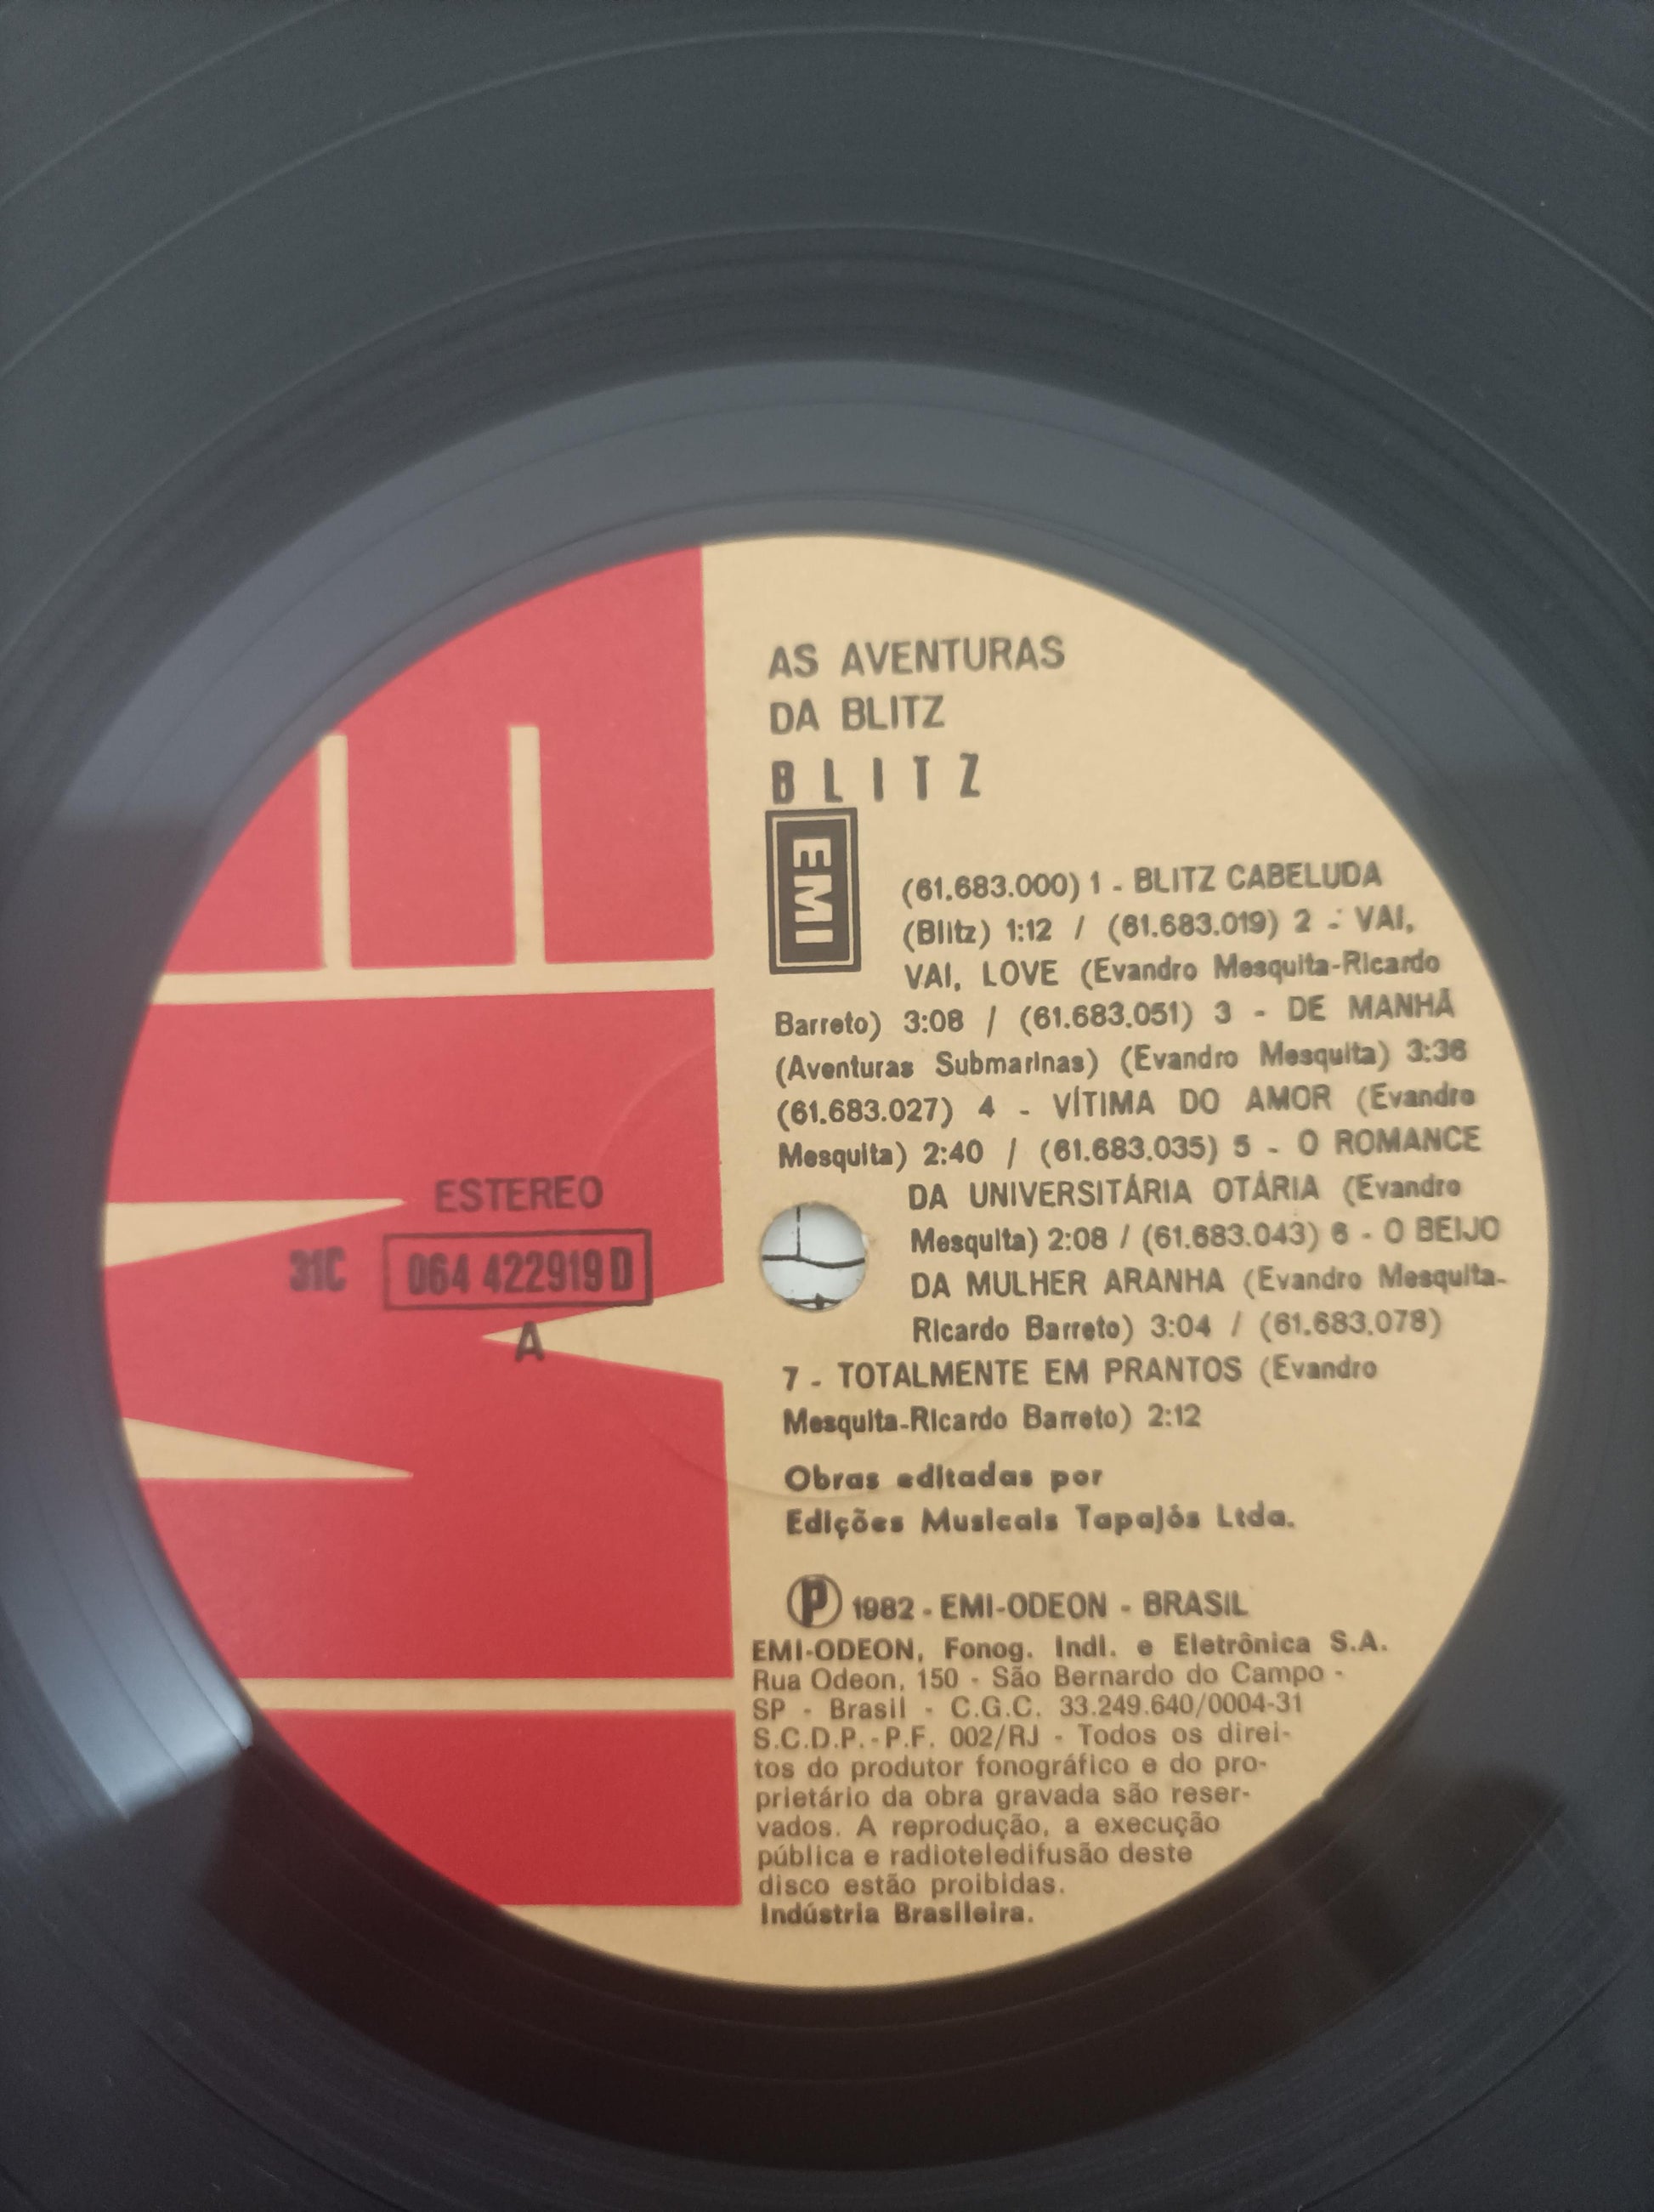 AS AVENTURAS
DA BLITZ
BLITZ
EMI
(61.683.000) 1 - BLITZ CABELUDA
(Blitz) 1:12 / (61.683.019) 2 - VAI,
VAI, LOVE (Evandro Mesquita-Ricardo
Barreto) 3:08 / (61.683.051) 3 - DE MANHÃ
(Aventuras Submarinas) (Evandro Mesquita) 3:36
(61.683.027) 4 - VÍTIMA DO AMOR (Evandro
Mesquita) 2:40 / (61.683.035) 5 - O ROMANCE
DA UNIVERSITÁRIA OTÁRIA (Evandro
Mesquita) 2:08 / (61.683.043) 6 - O BEIJO
DA MULHER ARANHA (Evandro Mesquita-
Ricardo Barreto) 3:04 / (61.683.078)
7 - TOTALMENTE EM PRANTOS (Evandro
Mesquita-Ricardo Barreto) 2:12
ESTEREO
31C 064 422919 D
A
Obras editadas por
Edições Musicais Tapajós Ltda.
Ⓟ 1982 - EMI-ODEON - BRASIL
EMI-ODEON, Fonog. Indl. e Eletrônica S.A.
Rua Odeon, 150 - São Bernardo do Campo -
SP - Brasil - C.G.C. 33.249.640/0004-31
S.C.D.P.-P.F. 002/RJ - Todos os direi-
tos do produtor fonográfico e do pro-
prietário da obra gravada são reser-
vados. A reprodução, a execução
pública e radioteledifusão deste
disco estão proibidas.
Indústria Brasileira.